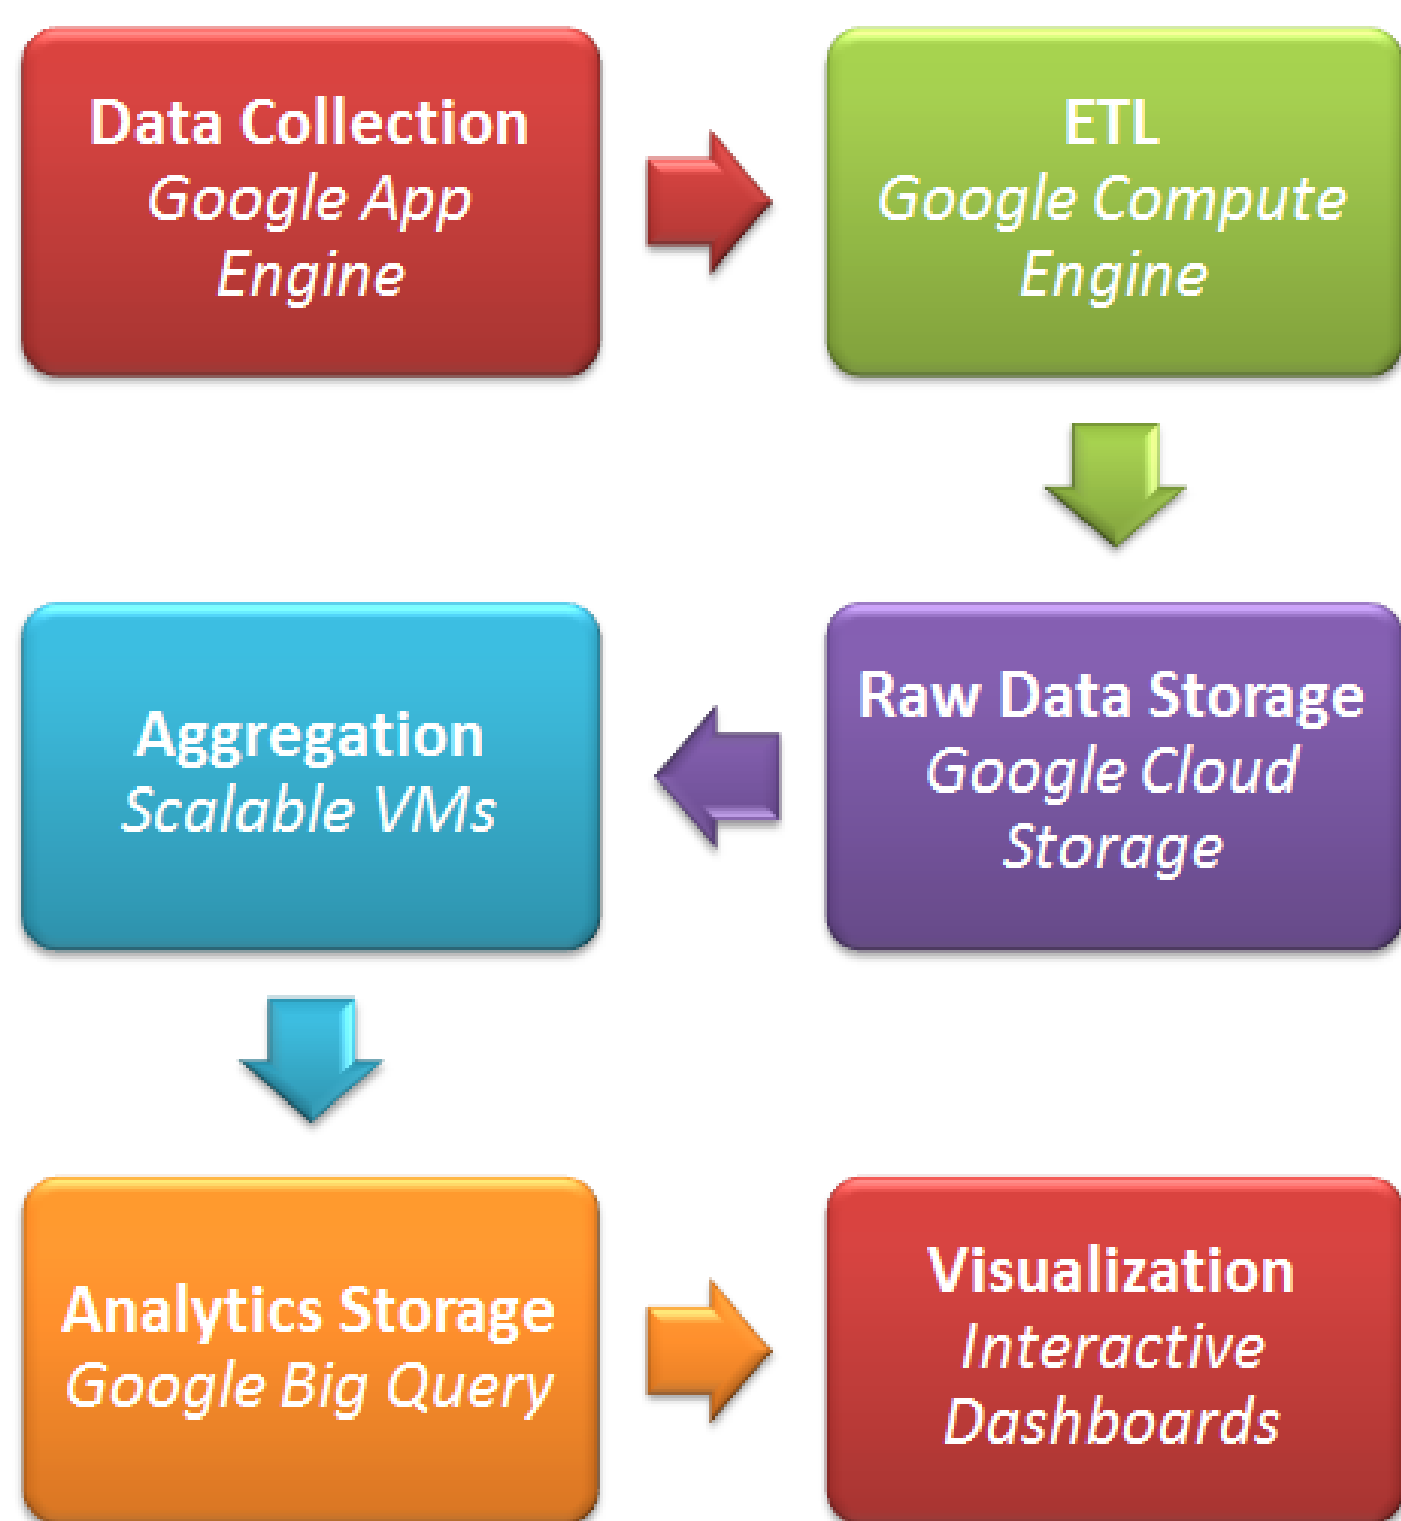 Data Collection
Google App
Engine
ETL
Google Compute
Engine
Raw Data Storage
Google Cloud
Storage
Aggregation
Scalable VMs
Analytics Storage
Google Big Query
Visualization
Interactive
Dashboards